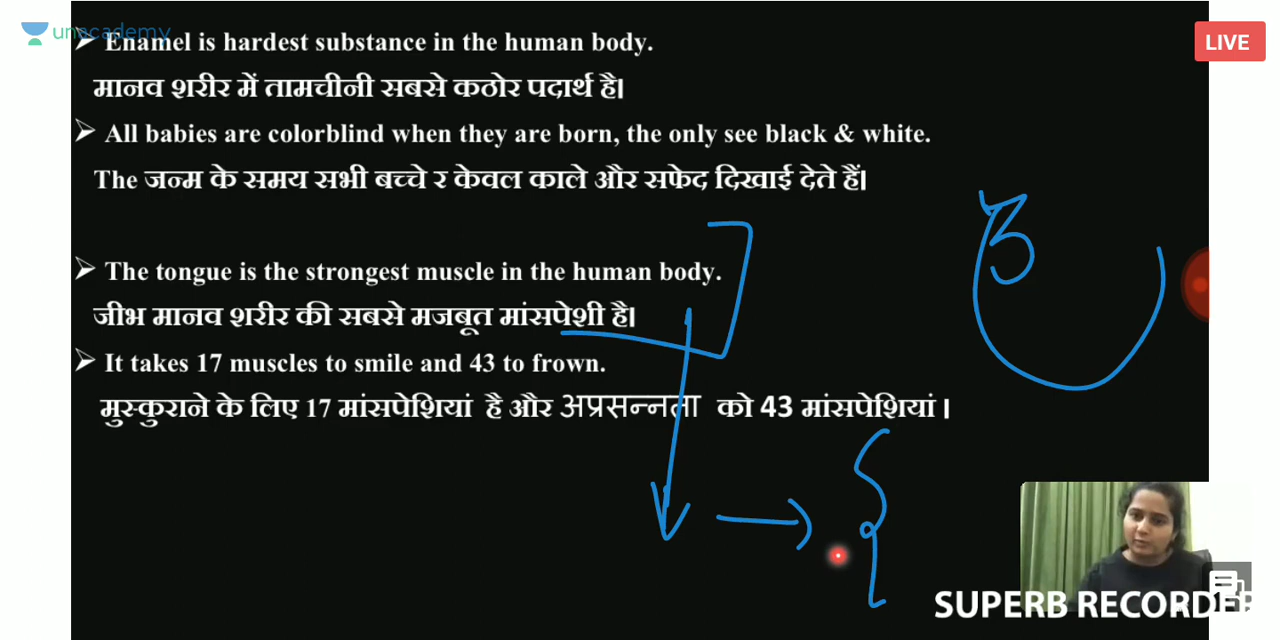 unacademy
LIVE
➤ Enamel is hardest substance in the human body.
मानव शरीर में तामचीनी सबसे कठोर पदार्थ है।
➤ All babies are colorblind when they are born, the only see black & white.
The जन्म के समय सभी बच्चे र केवल काले और सफेद दिखाई देते हैं।
➤ The tongue is the strongest muscle in the human body.
जीभ मानव शरीर की सबसे मजबूत मांसपेशी है।
➤ It takes 17 muscles to smile and 43 to frown.
मुस्कुराने के लिए 17 मांसपेशियां है और अप्रसन्नता को 43 मांसपेशियां ।
SUPERB RECORDER